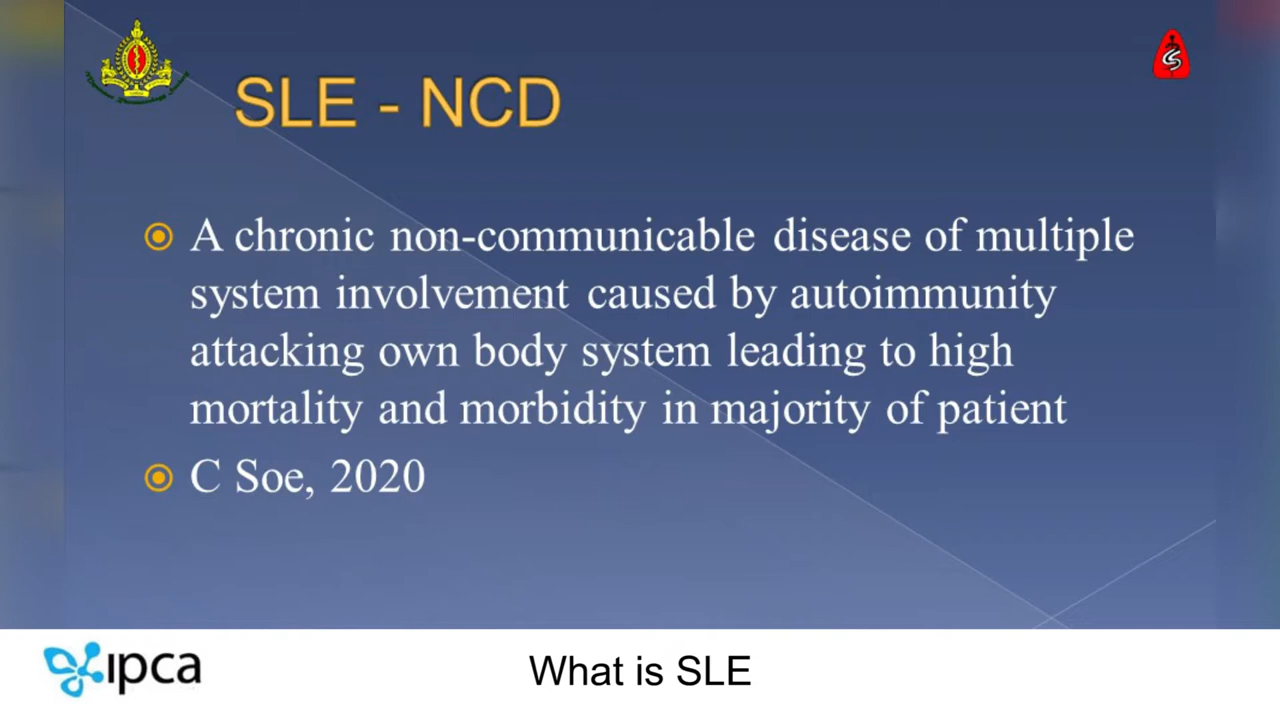 SLE - NCD
A chronic non-communicable disease of multiple
system involvement caused by autoimmunity
attacking own body system leading to high
mortality and morbidity in majority of patient
C Soe, 2020
ipca
What is SLE